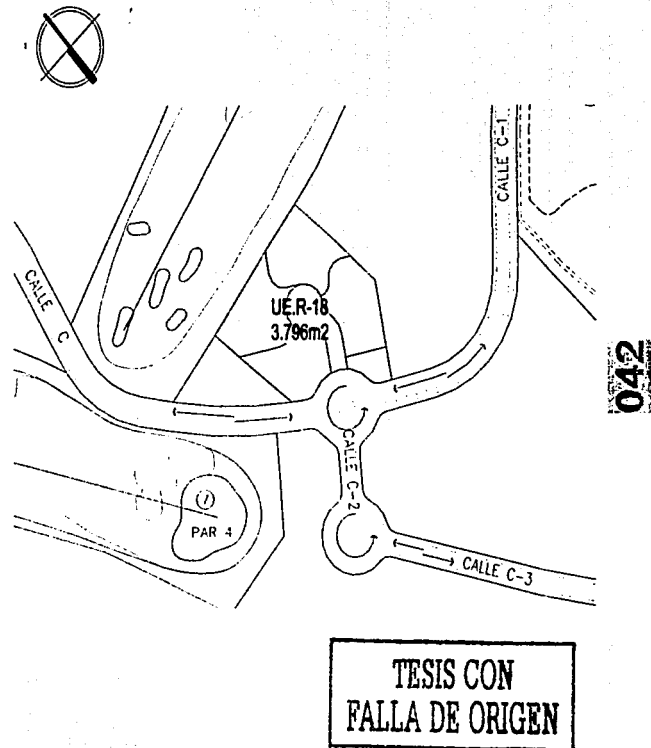 CALLE C-1
CALLE C
UE.R-18
3.796m2
042
CALLE C-2
1
PAR 4
CALLE C-3
TESIS CON
FALLA DE ORIGEN